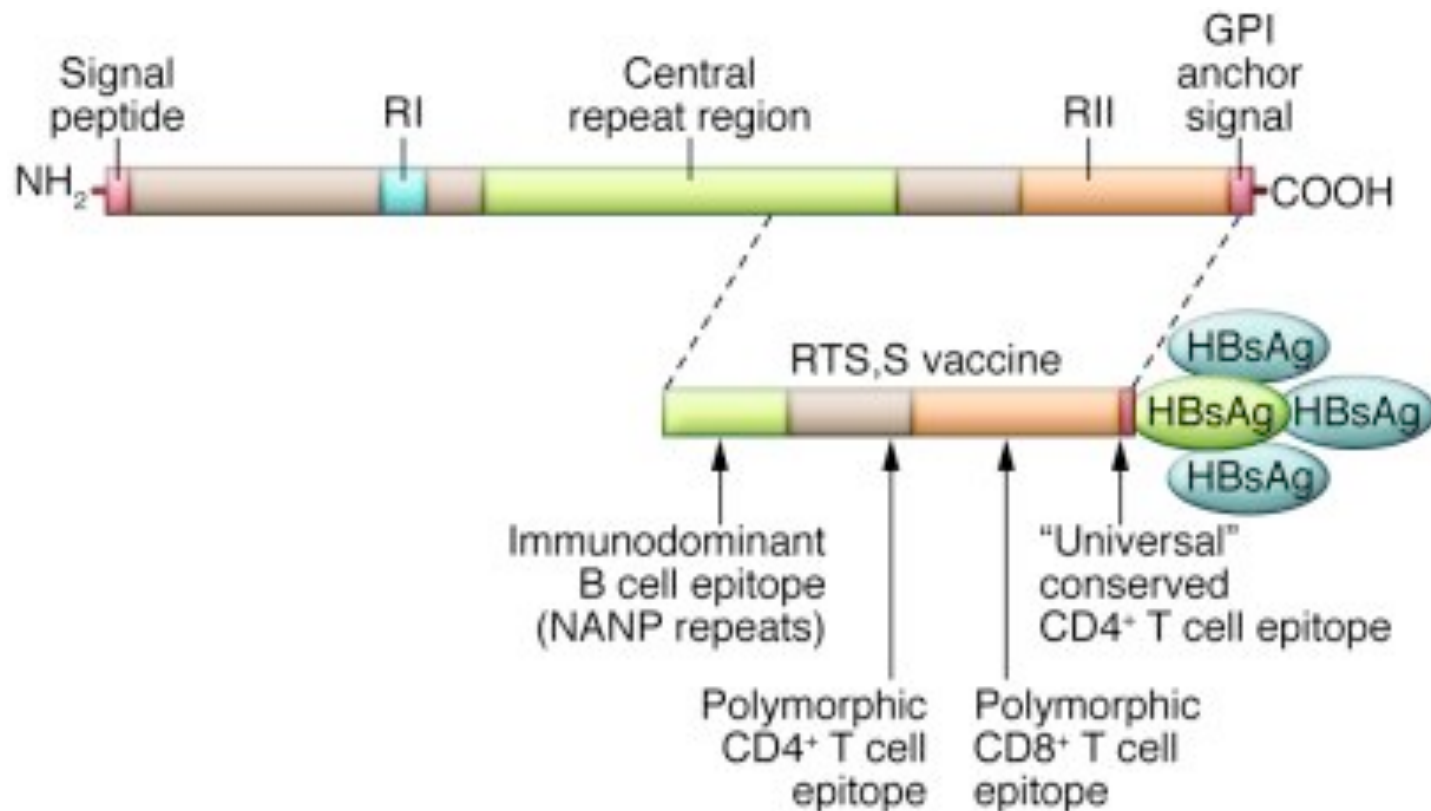 Signal
peptide
RI
Central
repeat region
RII
GPI
anchor
signal
NH₂
COOH
RTS,S vaccine
HBsAg
HBsAg
HBsAg
HBsAg
Immunodominant
B cell epitope
(NANP repeats)
"Universal"
conserved
CD4⁺ T cell epitope
Polymorphic
CD4⁺ T cell
epitope
Polymorphic
CD8⁺ T cell
epitope